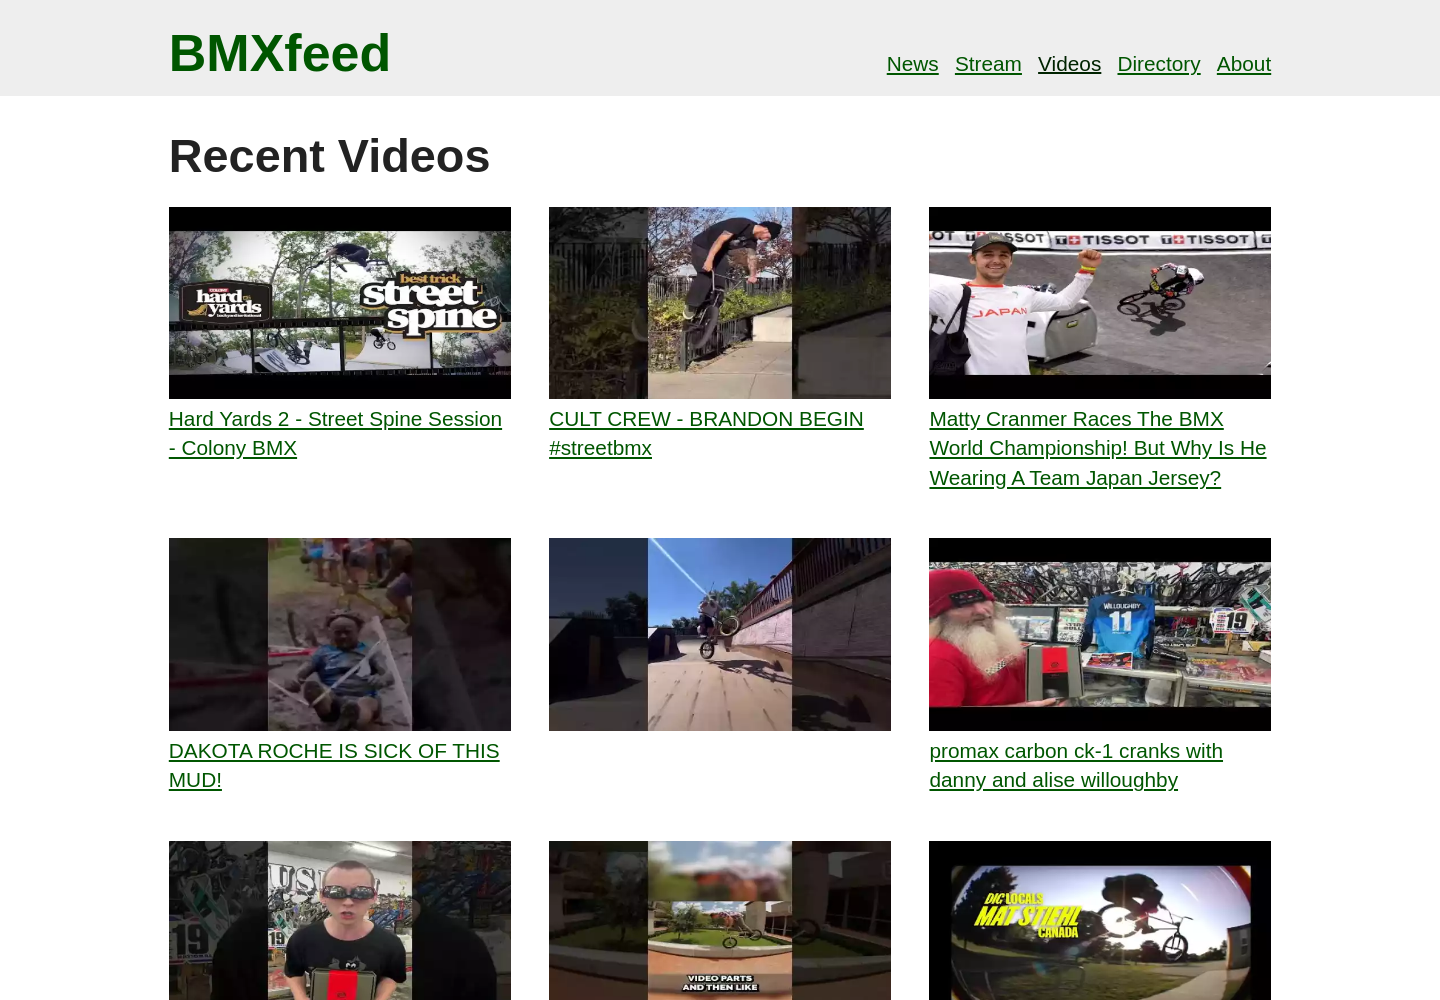 BMXfeed
News Stream Videos Directory About
Recent Videos
COLONY
hard
yards
best trick
street
spine
TISSOT TISSOT
JAPAN
Hard Yards 2 - Street Spine Session
- Colony BMX
CULT CREW - BRANDON BEGIN
#streetbmx
Matty Cranmer Races The BMX
World Championship! But Why Is He
Wearing A Team Japan Jersey?
WILLOUGHBY
11
19
DAKOTA ROCHE IS SICK OF THIS
MUD!
promax carbon ck-1 cranks with
danny and alise willoughby
19
19
VIDEO PARTS
AND THEN LIKE
DIG LOCALS
MAT STIEHL
CANADA